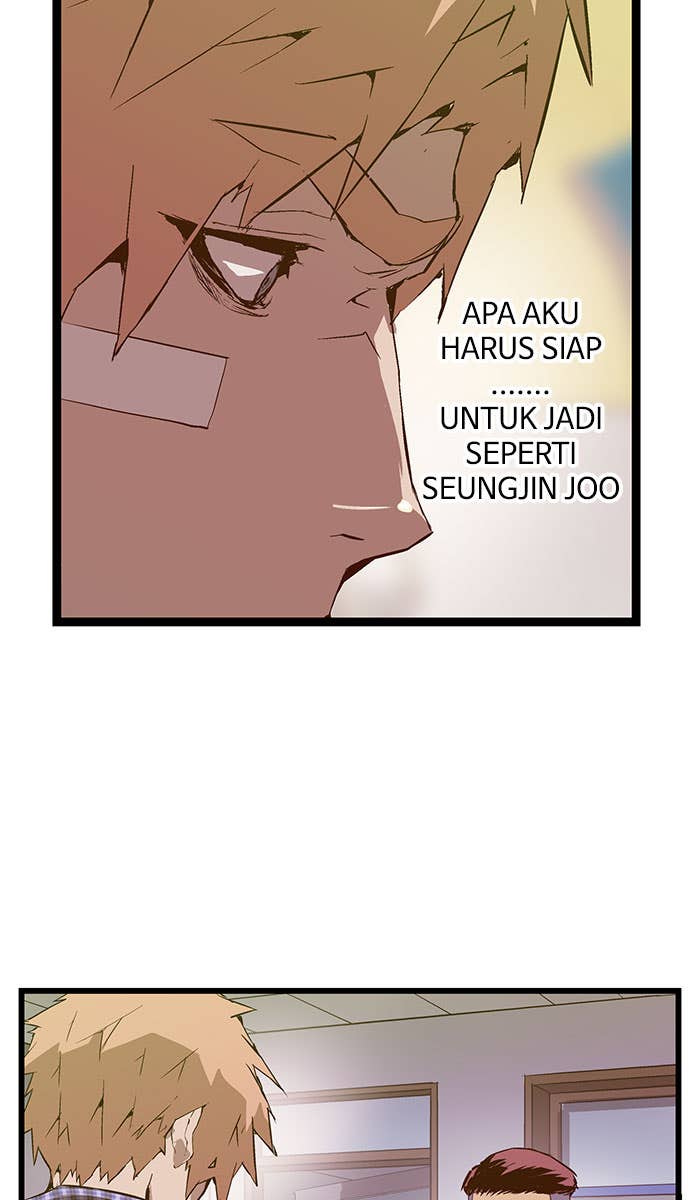 APA AKU
HARUS SIAP
.......
UNTUK JADI
SEPERTI
SEUNGJIN JOO